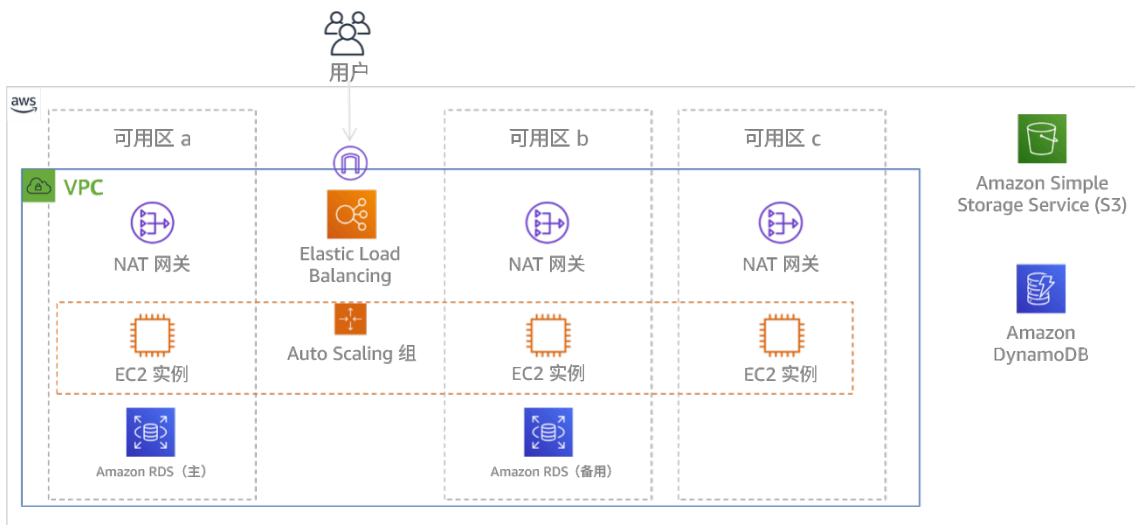 用户
aws
可用区 a
可用区 b
可用区 c
VPC
Amazon Simple
Storage Service (S3)
NAT 网关
Elastic Load
Balancing
NAT 网关
NAT 网关
Amazon
DynamoDB
Auto Scaling 组
EC2 实例
EC2 实例
EC2 实例
Amazon RDS（主）
Amazon RDS（备用）